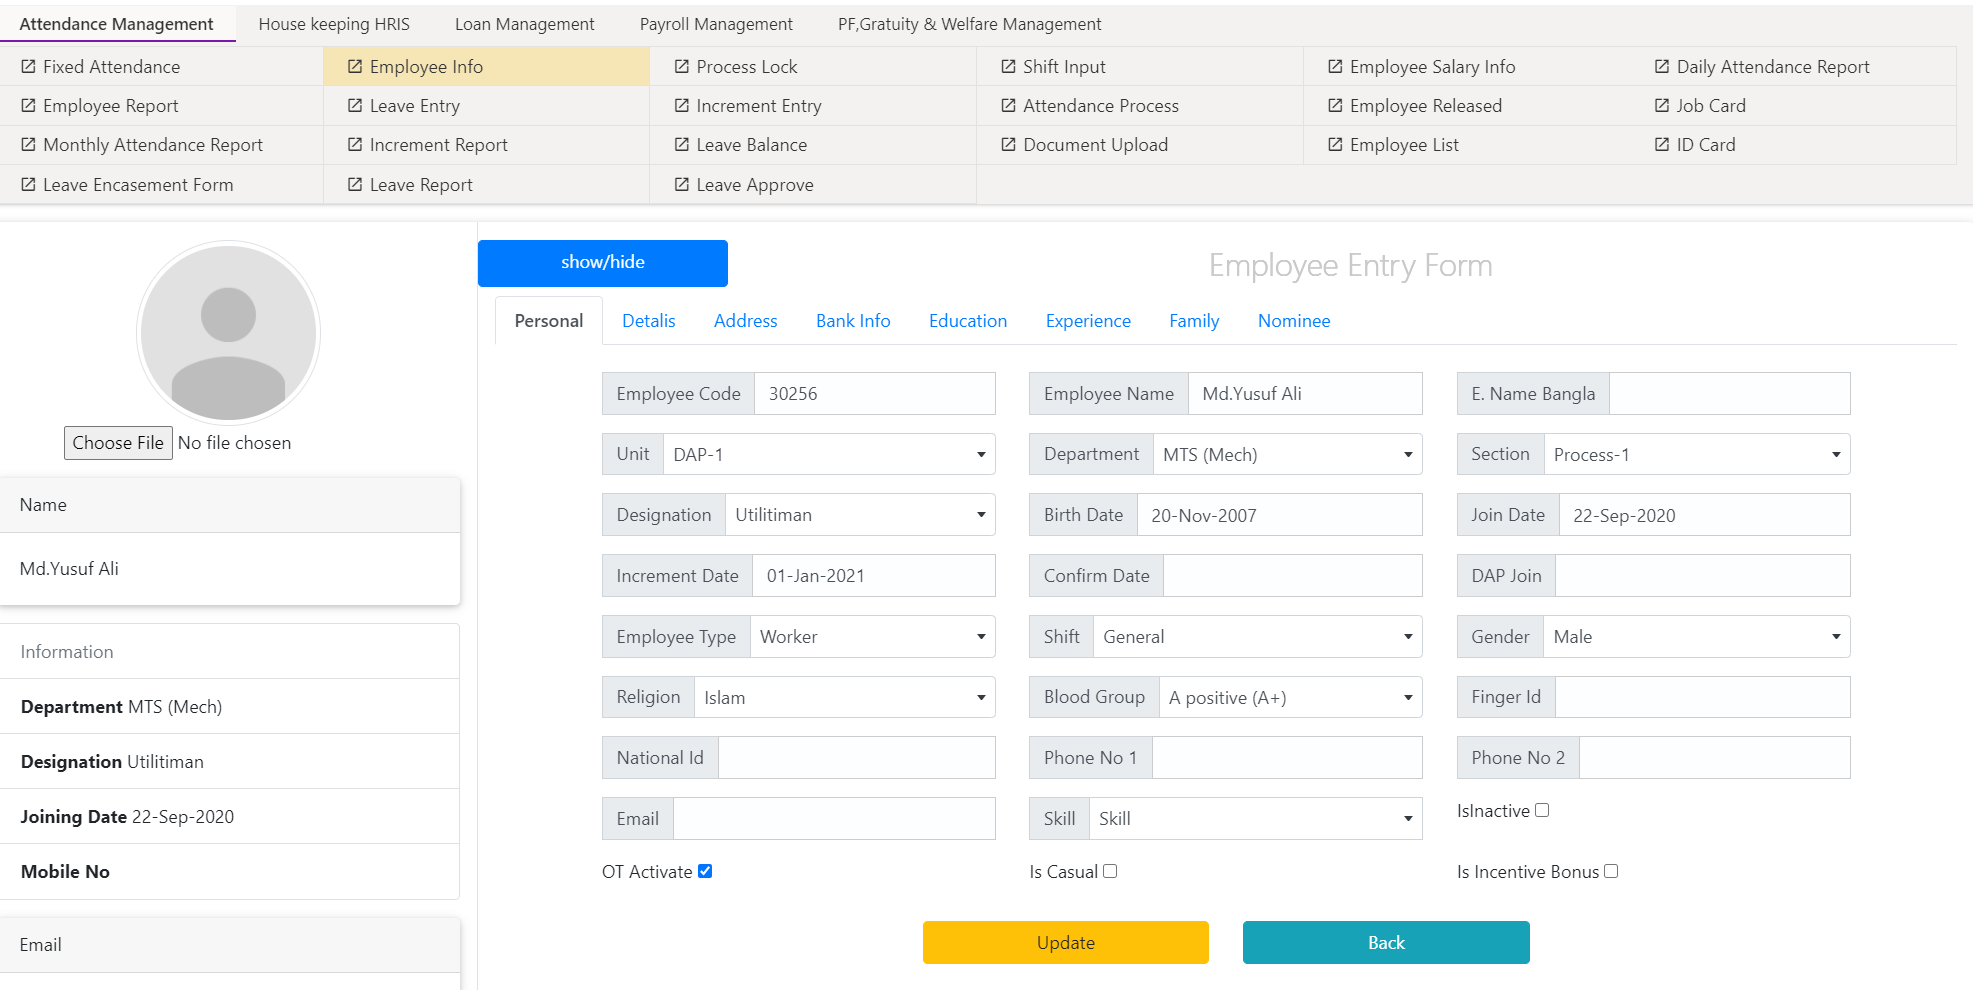 Attendance Management House keeping HRIS Loan Management Payroll Management PF,Gratuity & Welfare Management
Fixed Attendance Employee Info Process Lock Shift Input Employee Salary Info Daily Attendance Report
Employee Report Leave Entry Increment Entry Attendance Process Employee Released Job Card
Monthly Attendance Report Increment Report Leave Balance Document Upload Employee List ID Card
Leave Encasement Form Leave Report Leave Approve
Choose File No file chosen
Name
Md.Yusuf Ali
Information
Department MTS (Mech)
Designation Utilitiman
Joining Date 22-Sep-2020
Mobile No
Email
show/hide
Employee Entry Form
Personal Detalis Address Bank Info Education Experience Family Nominee
Employee Code 30256 Employee Name Md.Yusuf Ali E. Name Bangla
Unit DAP-1 Department MTS (Mech) Section Process-1
Designation Utilitiman Birth Date 20-Nov-2007 Join Date 22-Sep-2020
Increment Date 01-Jan-2021 Confirm Date DAP Join
Employee Type Worker Shift General Gender Male
Religion Islam Blood Group A positive (A+) Finger Id
National Id Phone No 1 Phone No 2
Email Skill Skill IsInactive
OT Activate Is Casual Is Incentive Bonus
Update Back